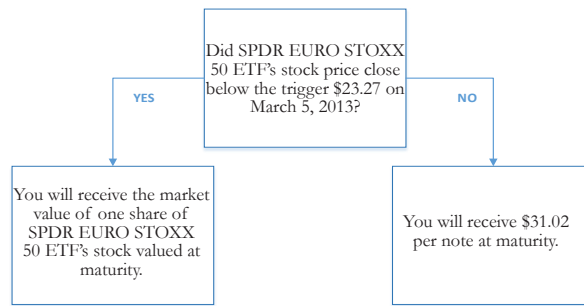 Did SPDR EURO STOXX
50 ETF's stock price close
below the trigger $23.27 on
March 5, 2013?
YES
NO
You will receive the market
value of one share of
SPDR EURO STOXX
50 ETF's stock valued at
maturity.
You will receive $31.02
per note at maturity.